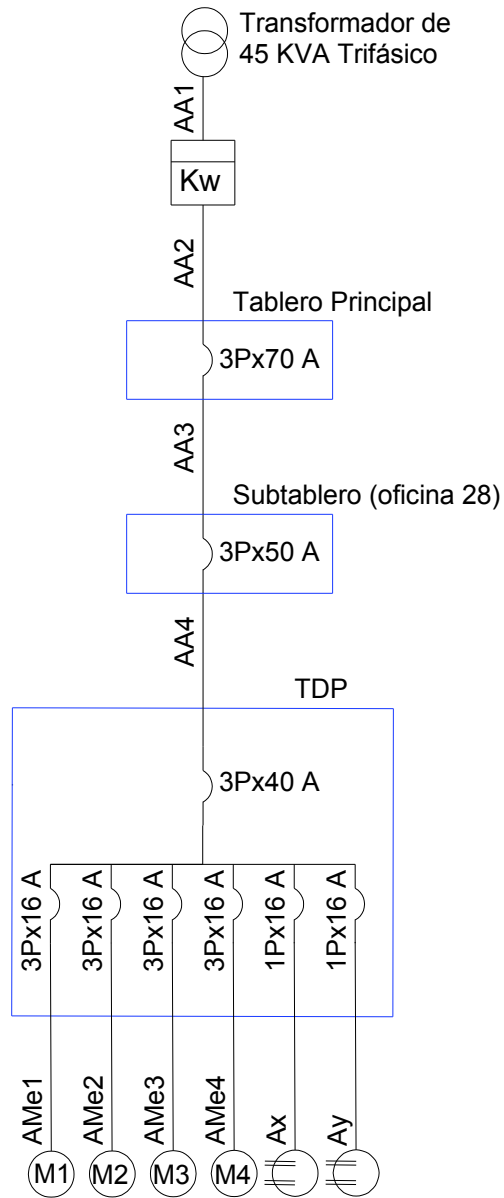 Transformador de
45 KVA Trifásico
AA1
Kw
AA2
Tablero Principal
3Px70 A
AA3
Subtablero (oficina 28)
3Px50 A
AA4
TDP
3Px40 A
3Px16 A
3Px16 A
3Px16 A
3Px16 A
1Px16 A
1Px16 A
AMe1
AMe2
AMe3
AMe4
Ax
Ay
M1
M2
M3
M4